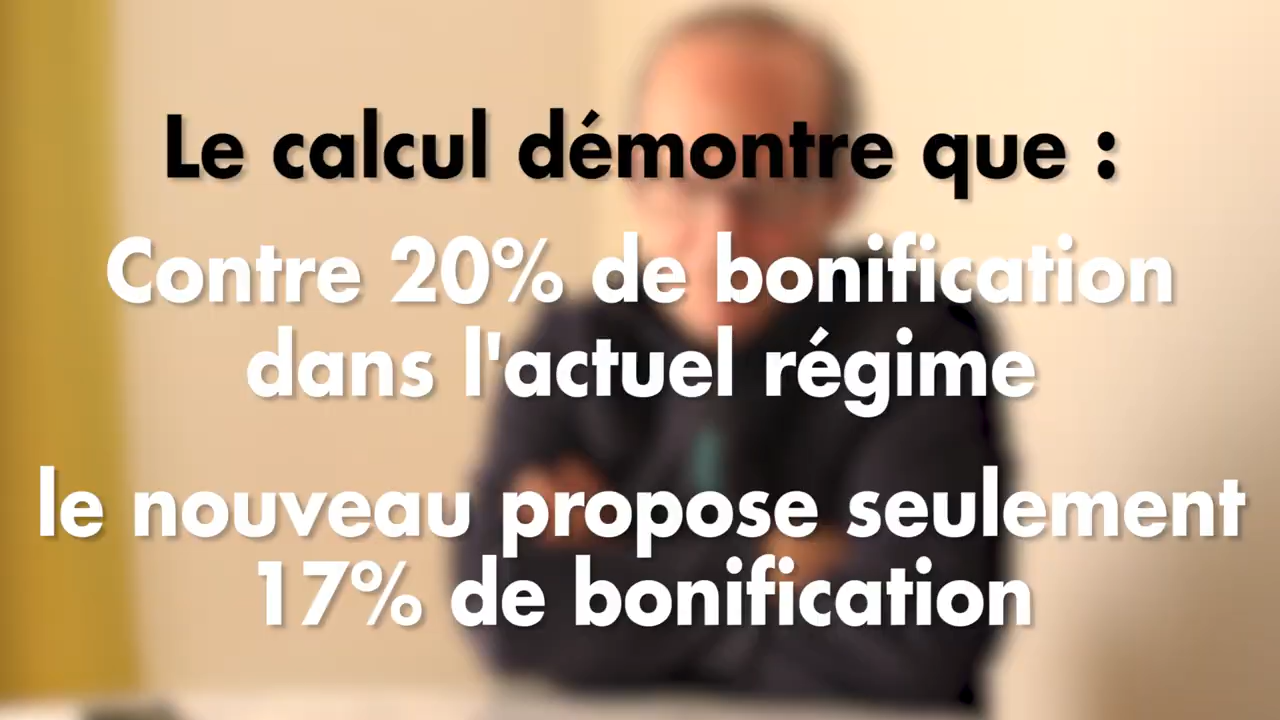 Le calcul démontre que :
Contre 20% de bonification
dans l'actuel régime
le nouveau propose seulement
17% de bonification